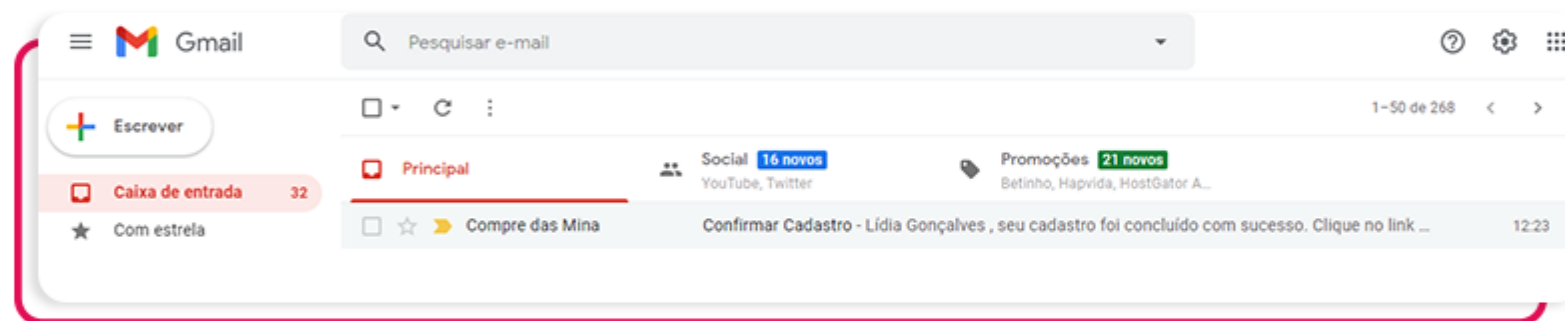 Gmail
Pesquisar e-mail
Escrever
1–50 de 268
Principal
Social 16 novos
YouTube, Twitter
Promoções 21 novos
Betinho, Hapvida, HostGator A...
Caixa de entrada 32
Compre das Mina Confirmar Cadastro - Lídia Gonçalves , seu cadastro foi concluído com sucesso. Clique no link ... 12:23
Com estrela